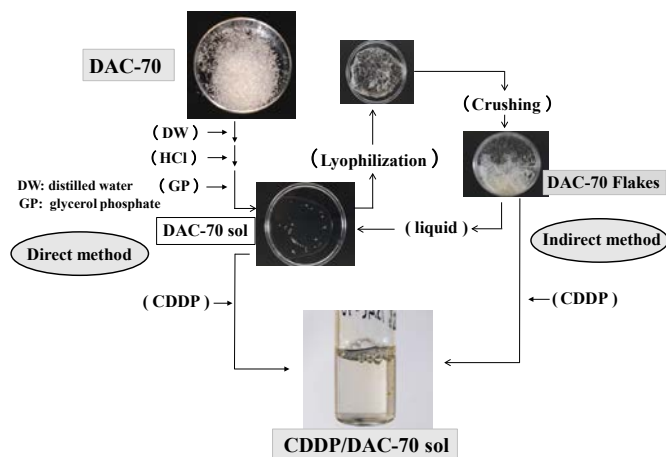 DAC-70
(DW)
(HCl)
(GP)
DW: distilled water
GP: glycerol phosphate
DAC-70 sol
(Lyophilization)
(Crushing)
DAC-70 Flakes
(liquid)
Direct method
Indirect method
(CDDP)
(CDDP)
CDDP/DAC-70 sol